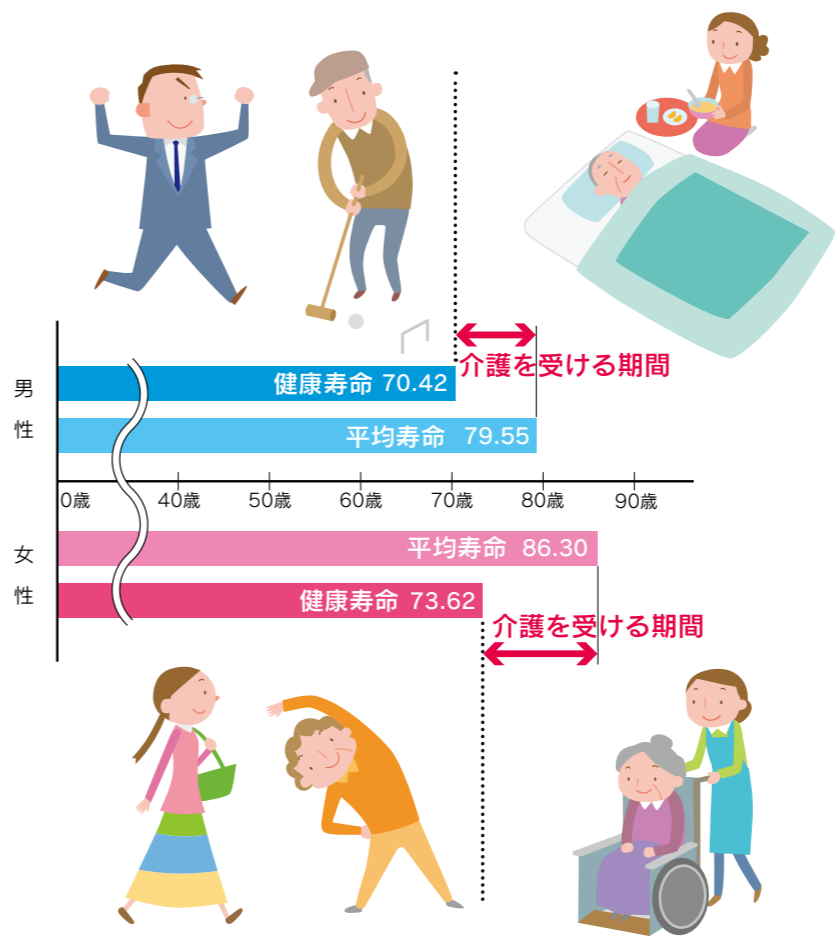 介護を受ける期間
男性
健康寿命 70.42
平均寿命 79.55
0歳 40歳 50歳 60歳 70歳 80歳 90歳
女性
平均寿命 86.30
健康寿命 73.62
介護を受ける期間